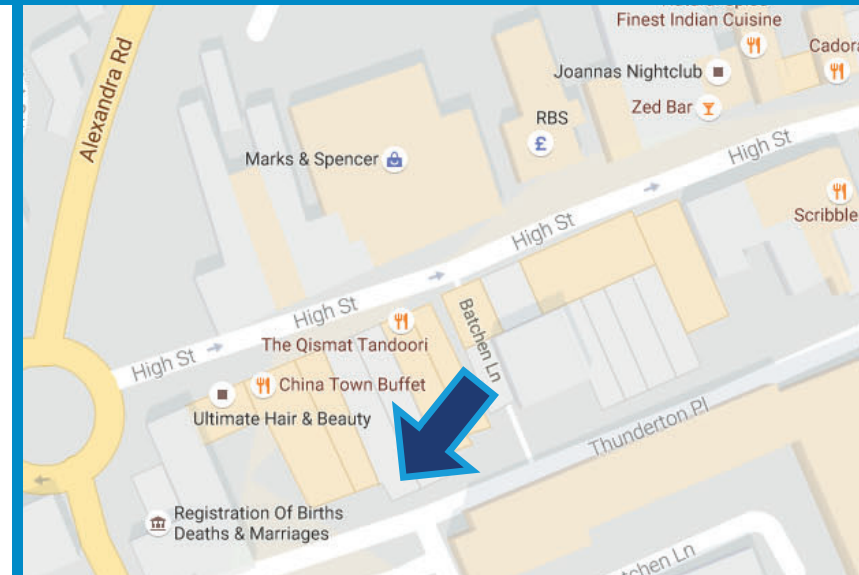 Finest Indian Cuisine
Cadora
Joannas Nightclub
Zed Bar
RBS
£
Alexandra Rd
Marks & Spencer
High St
Scribble
High St
High St
The Qismat Tandoori
Batchen Ln
High St
China Town Buffet
Ultimate Hair & Beauty
Thunderton Pl
Registration Of Births
Deaths & Marriages
tchen Ln